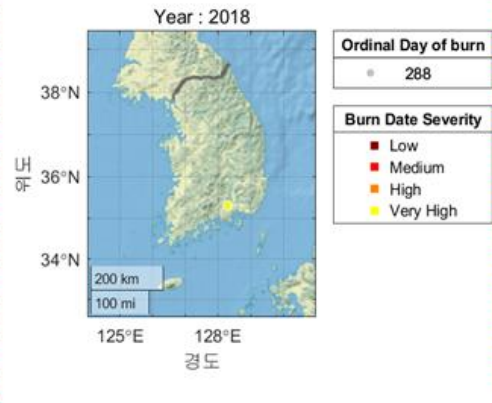 Year : 2018
Ordinal Day of burn
288
Burn Date Severity
Low
Medium
High
Very High
38°N
36°N
34°N
위도
200 km
100 mi
125°E
128°E
경도